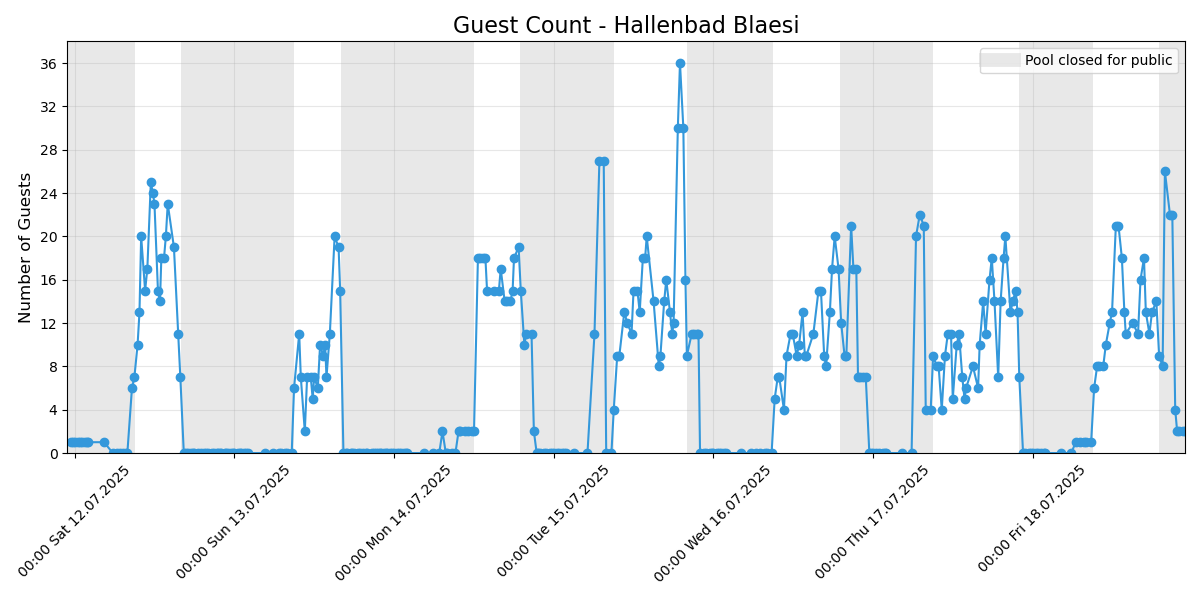 Guest Count - Hallenbad Blaesi
Pool closed for public
Number of Guests
36
32
28
24
20
16
12
8
4
0
00:00 Sat 12.07.2025
00:00 Sun 13.07.2025
00:00 Mon 14.07.2025
00:00 Tue 15.07.2025
00:00 Wed 16.07.2025
00:00 Thu 17.07.2025
00:00 Fri 18.07.2025